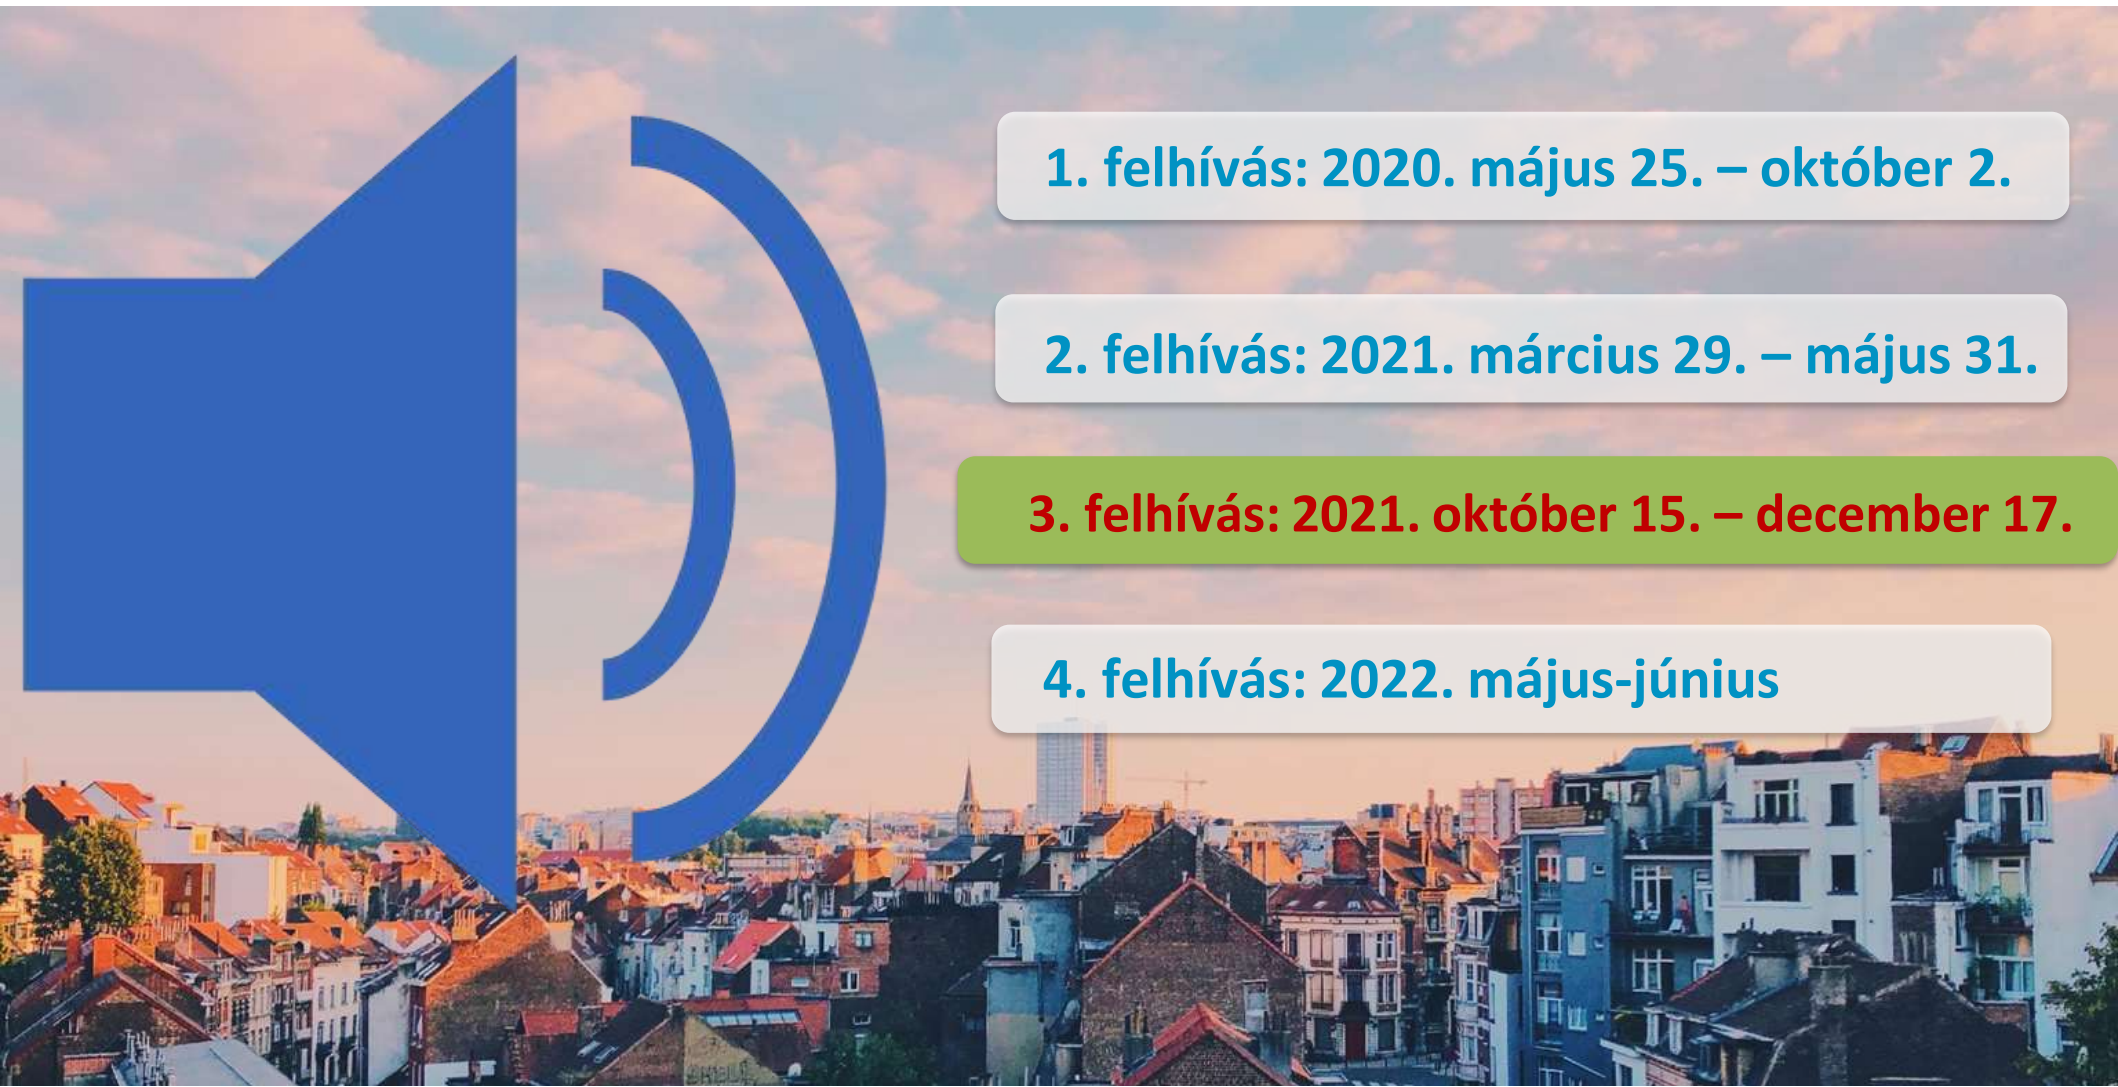 1. felhívás: 2020. május 25. – október 2.
2. felhívás: 2021. március 29. – május 31.
3. felhívás: 2021. október 15. – december 17.
4. felhívás: 2022. május-június